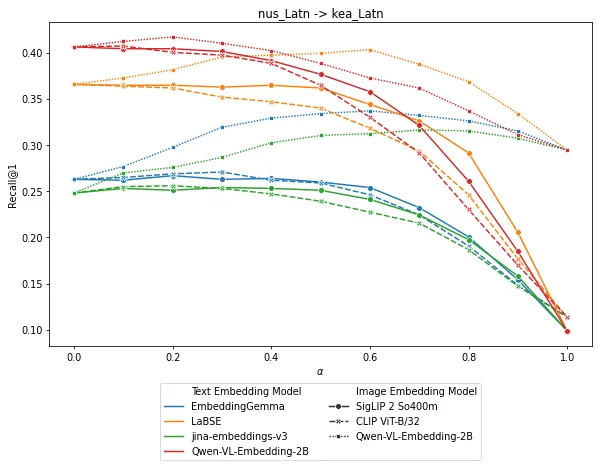 nus_Latn -> kea_Latn
Recall@1
0.40
0.35
0.30
0.25
0.20
0.15
0.10
0.0 0.2 0.4 0.6 0.8 1.0
α
Text Embedding Model Image Embedding Model
EmbeddingGemma SigLIP 2 So400m
LaBSE CLIP ViT-B/32
jina-embeddings-v3 Qwen-VL-Embedding-2B
Qwen-VL-Embedding-2B